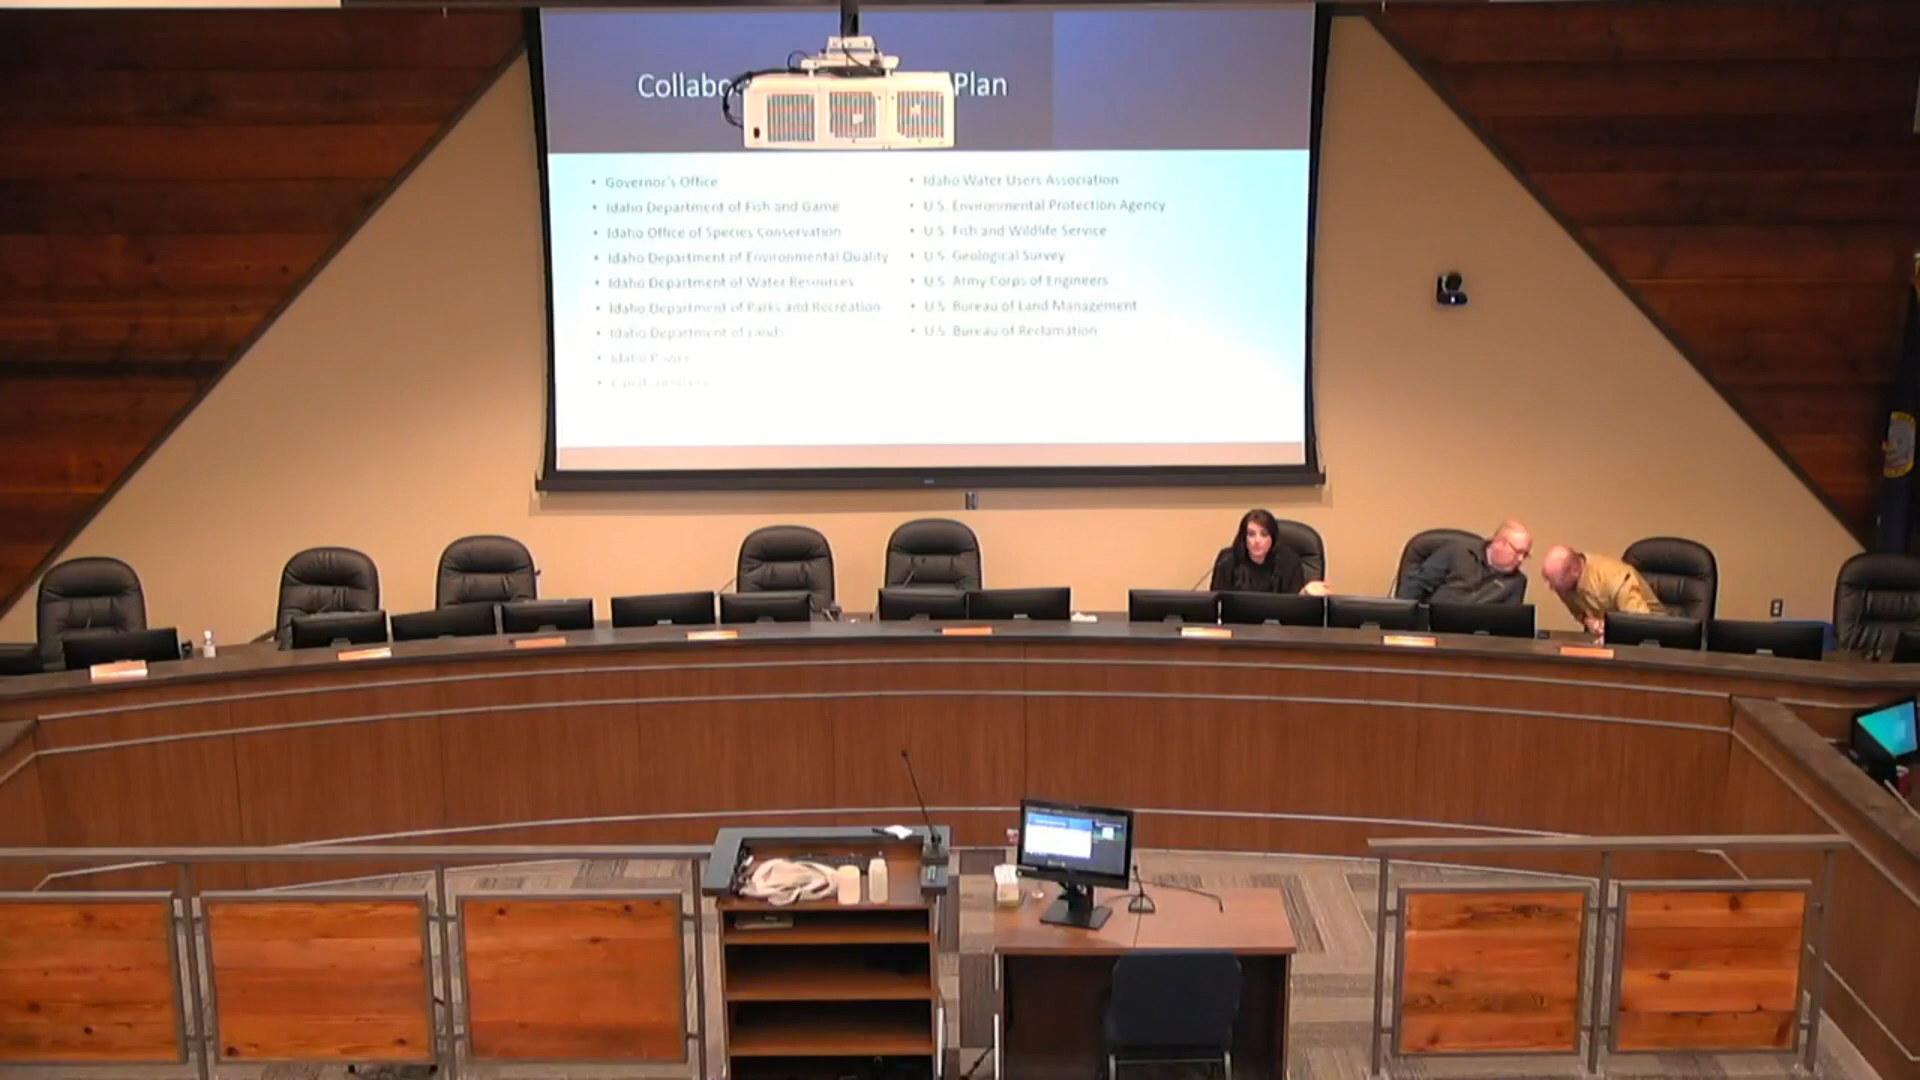 Plan
• Governor's Office
• Idaho Department of Fish and Game
• Idaho Office of Species Conservation
• Idaho Department of Environmental Quality
• Idaho Department of Water Resources
• Idaho Department of Parks and Recreation
• Idaho Department of Lands
• Idaho Power
• Idaho Water Users Association
• U.S. Environmental Protection Agency
• U.S. Fish and Wildlife Service
• U.S. Geological Survey
• U.S. Army Corps of Engineers
• U.S. Bureau of Land Management
• U.S. Bureau of Reclamation